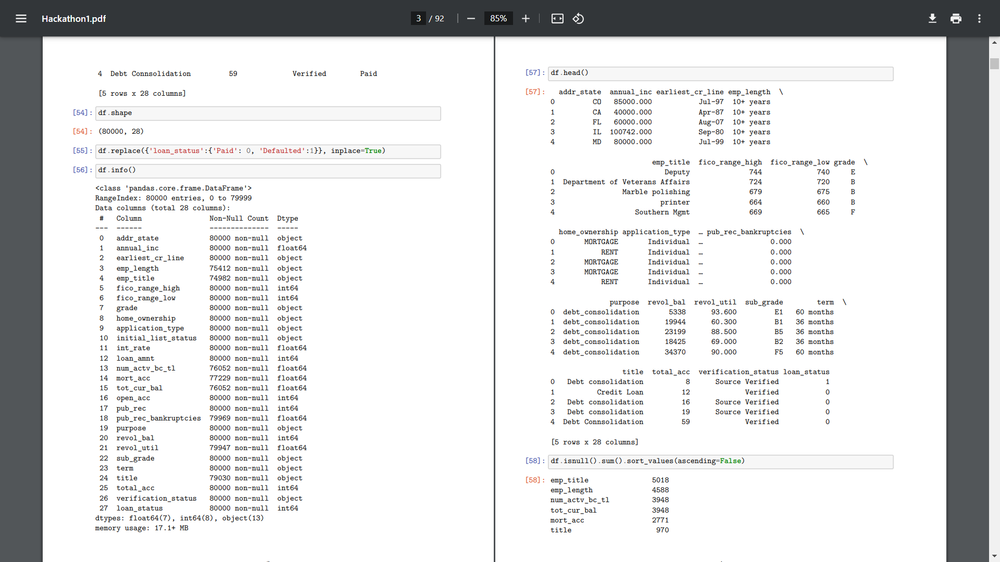 Hackathon1.pdf
3 / 92
85%
4 Debt Connsolidation 59 Verified Paid
[5 rows x 28 columns]
[54]: df.shape
[54]: (80000, 28)
[55]: df.replace({'loan_status':{'Paid': 0, 'Defaulted':1}}, inplace=True)
[56]: df.info()
<class 'pandas.core.frame.DataFrame'>
RangeIndex: 80000 entries, 0 to 79999
Data columns (total 28 columns):
# Column Non-Null Count Dtype
--- ------ -------------- -----
0 addr_state 80000 non-null object
1 annual_inc 80000 non-null float64
2 earliest_cr_line 80000 non-null object
3 emp_length 75412 non-null object
4 emp_title 74982 non-null object
5 fico_range_high 80000 non-null int64
6 fico_range_low 80000 non-null int64
7 grade 80000 non-null object
8 home_ownership 80000 non-null object
9 application_type 80000 non-null object
10 initial_list_status 80000 non-null object
11 int_rate 80000 non-null float64
12 loan_amnt 80000 non-null int64
13 num_actv_bc_tl 76052 non-null float64
14 mort_acc 77229 non-null float64
15 tot_cur_bal 76052 non-null float64
16 open_acc 80000 non-null int64
17 pub_rec 80000 non-null int64
18 pub_rec_bankruptcies 79969 non-null float64
19 purpose 80000 non-null object
20 revol_bal 80000 non-null int64
21 revol_util 79947 non-null float64
22 sub_grade 80000 non-null object
23 term 80000 non-null object
24 title 79030 non-null object
25 total_acc 80000 non-null int64
26 verification_status 80000 non-null object
27 loan_status 80000 non-null int64
dtypes: float64(7), int64(8), object(13)
memory usage: 17.1+ MB
[57]: df.head()
[57]: addr_state annual_inc earliest_cr_line emp_length \
0 CO 85000.000 Jul-97 10+ years
1 CA 40000.000 Apr-87 10+ years
2 FL 60000.000 Aug-07 10+ years
3 IL 100742.000 Sep-80 10+ years
4 MD 80000.000 Jul-99 10+ years
emp_title fico_range_high fico_range_low grade \
0 Deputy 744 740 E
1 Department of Veterans Affairs 724 720 B
2 Marble polishing 679 675 B
3 printer 664 660 B
4 Southern Mgmt 669 665 F
home_ownership application_type … pub_rec_bankruptcies \
0 MORTGAGE Individual … 0.000
1 RENT Individual … 0.000
2 MORTGAGE Individual … 0.000
3 MORTGAGE Individual … 0.000
4 RENT Individual … 0.000
purpose revol_bal revol_util sub_grade term \
0 debt_consolidation 5338 93.600 E1 60 months
1 debt_consolidation 19944 60.300 B1 36 months
2 debt_consolidation 23199 88.500 B5 36 months
3 debt_consolidation 18425 69.000 B2 36 months
4 debt_consolidation 34370 90.000 F5 60 months
title total_acc verification_status loan_status
0 Debt consolidation 8 Source Verified 1
1 Credit Loan 12 Verified 0
2 Debt consolidation 16 Source Verified 0
3 Debt consolidation 19 Source Verified 0
4 Debt Connsolidation 59 Verified 0
[5 rows x 28 columns]
[58]: df.isnull().sum().sort_values(ascending=False)
[58]: emp_title 5018
emp_length 4588
num_actv_bc_tl 3948
tot_cur_bal 3948
mort_acc 2771
title 970